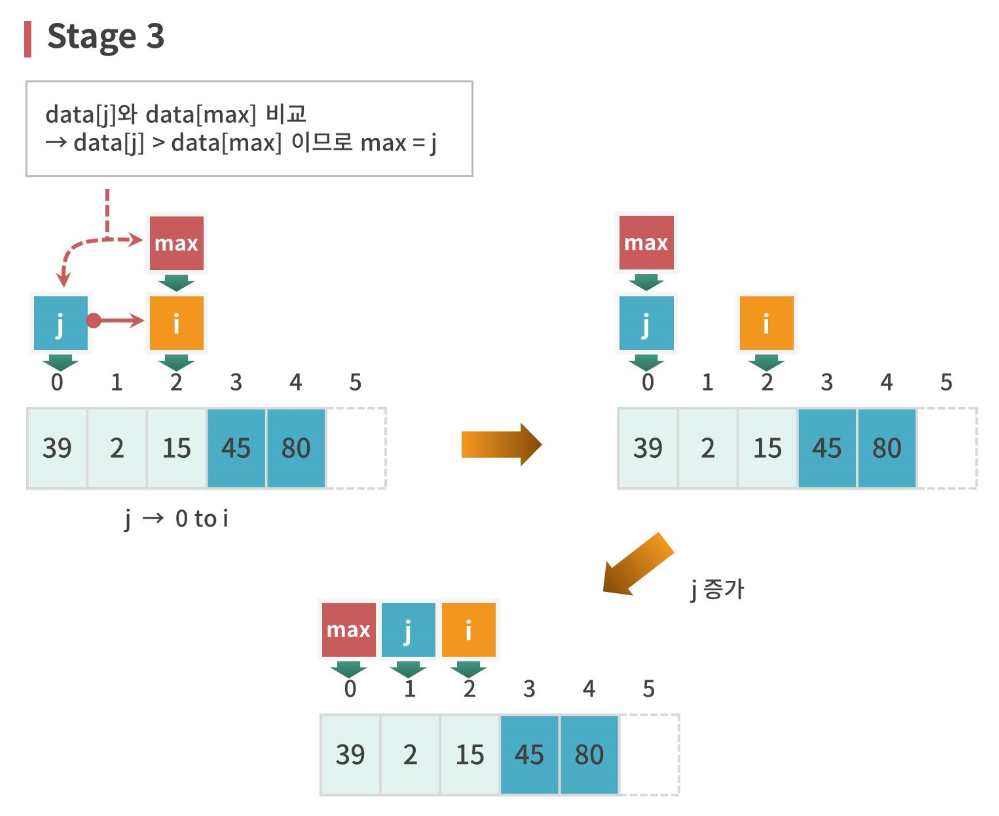 Stage 3
data[j]와 data[max] 비교
→ data[j] > data[max] 이므로 max = j
max
j i
0 1 2 3 4 5
39 2 15 45 80
j → 0 to i
max
j i
0 1 2 3 4 5
39 2 15 45 80
j 증가
max j i
0 1 2 3 4 5
39 2 15 45 80